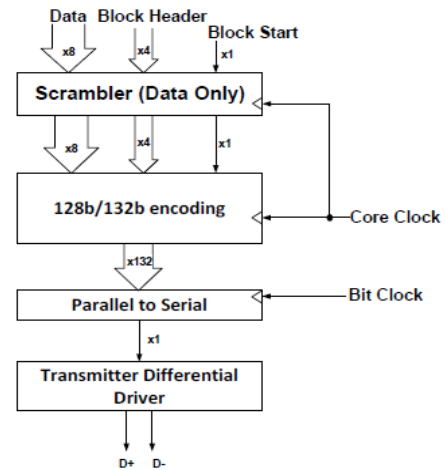 Data Block Header
Block Start
x8 x4 x1
Scrambler (Data Only)
x8 x4 x1
128b/132b encoding
Core Clock
x132
Bit Clock
Parallel to Serial
x1
Transmitter Differential
Driver
D+ D-